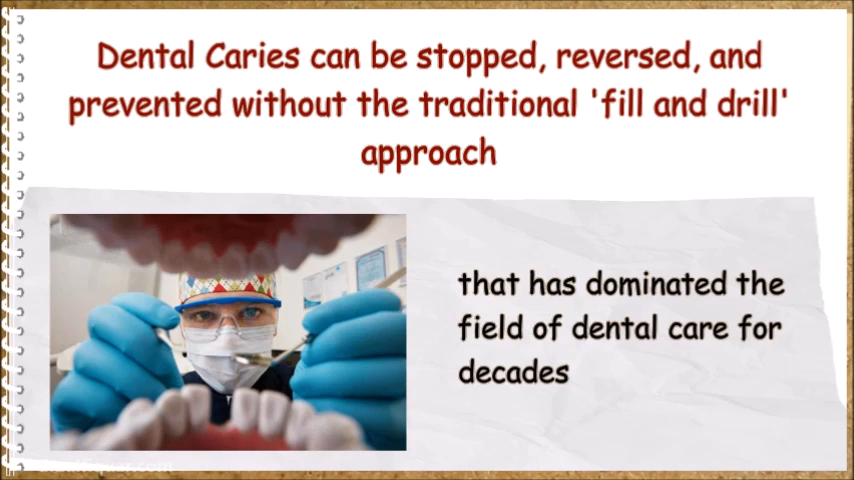 Dental Caries can be stopped, reversed, and
prevented without the traditional 'fill and drill'
approach
that has dominated the
field of dental care for
decades